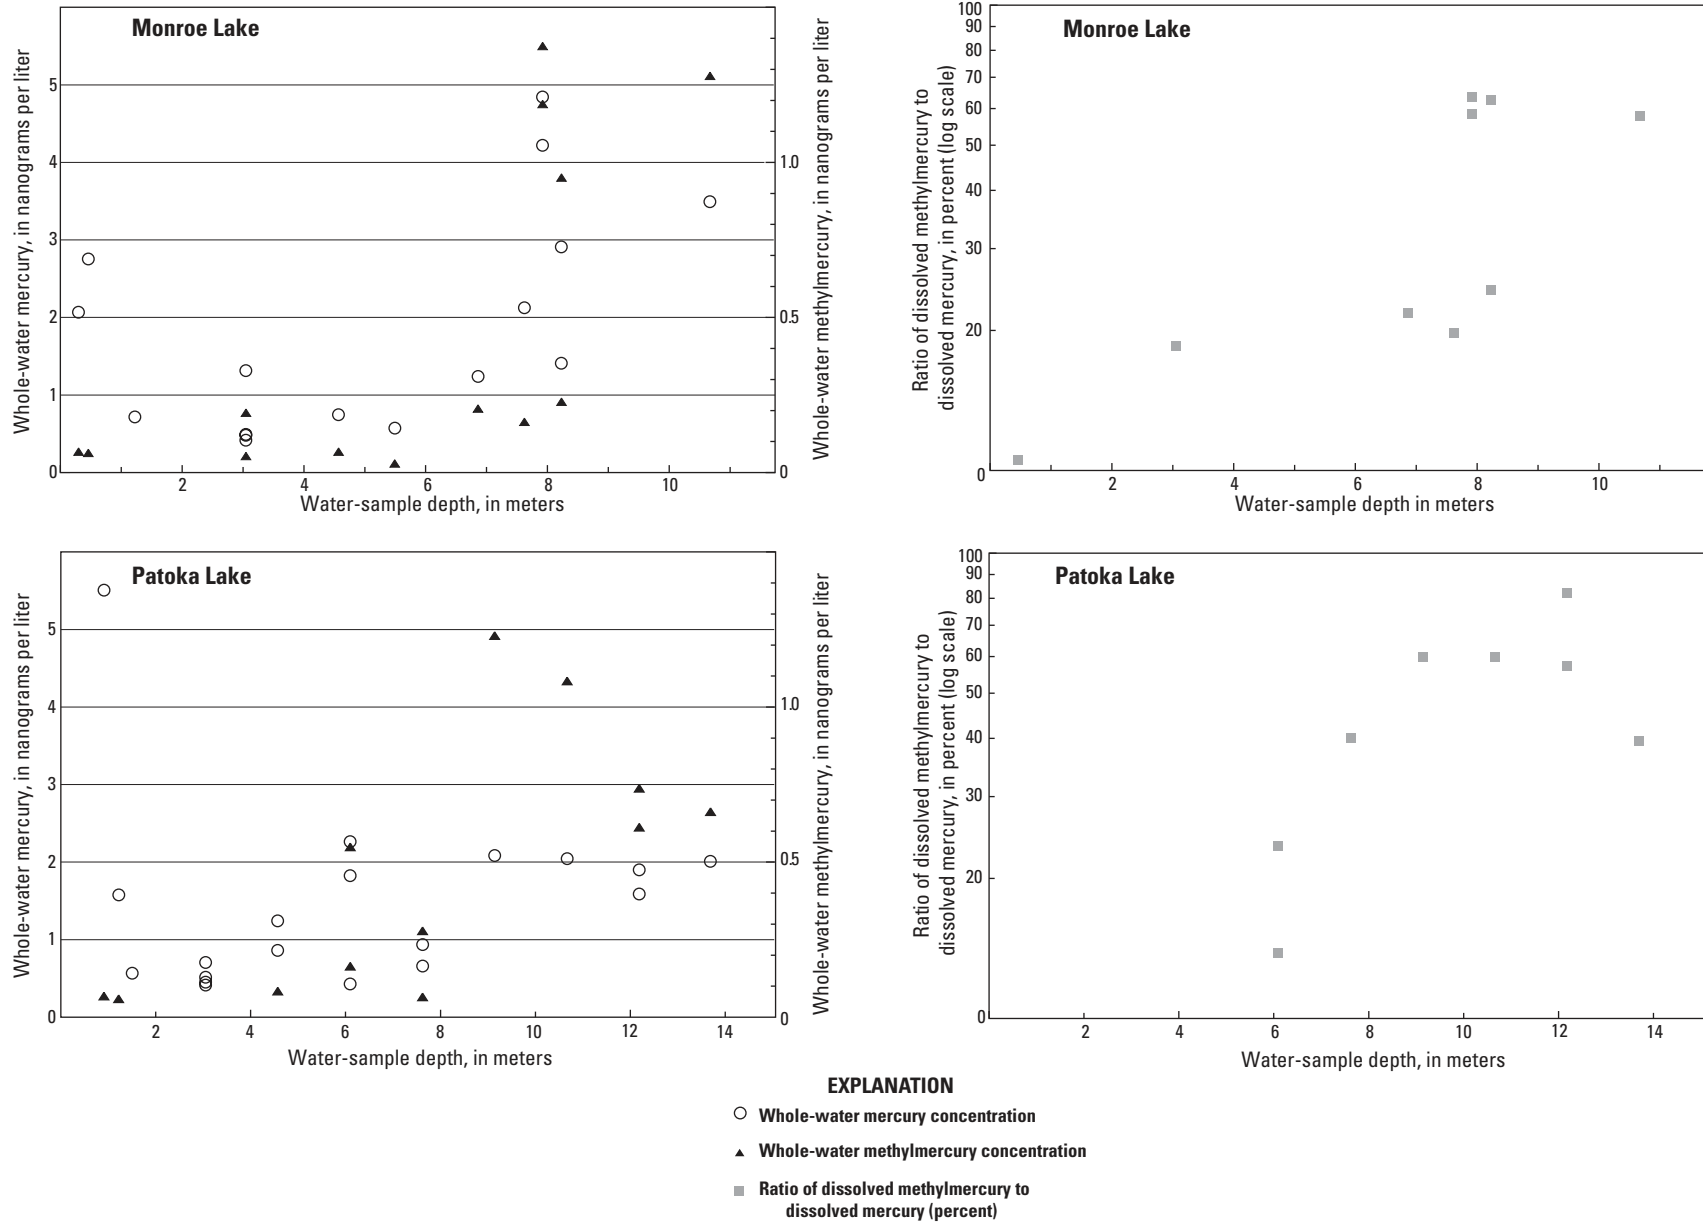 Monroe Lake
Whole-water mercury, in nanograms per liter
5
4
3
2
1
0
2
4
6
8
10
Water-sample depth, in meters
1.0
0.5
0
Whole-water methylmercury, in nanograms per liter
Monroe Lake
Ratio of dissolved methylmercury to
dissolved mercury, in percent (log scale)
100
90
80
70
60
50
40
30
20
0
2
4
6
8
10
Water-sample depth in meters
Patoka Lake
Whole-water mercury, in nanograms per liter
5
4
3
2
1
0
2
4
6
8
10
12
14
Water-sample depth, in meters
1.0
0.5
0
Whole-water methylmercury, in nanograms per liter
Patoka Lake
Ratio of dissolved methylmercury to
dissolved mercury, in percent (log scale)
100
90
80
70
60
50
40
30
20
0
2
4
6
8
10
12
14
Water-sample depth, in meters
EXPLANATION
Whole-water mercury concentration
Whole-water methylmercury concentration
Ratio of dissolved methylmercury to
dissolved mercury (percent)